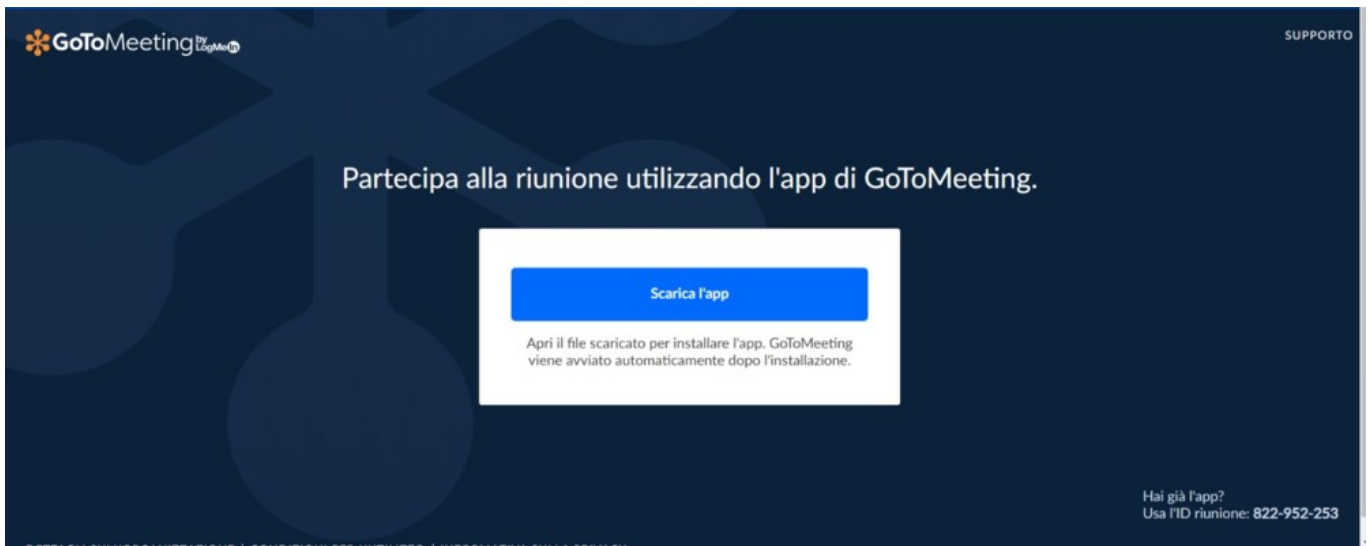 GoToMeeting by LogMeIn
SUPPORTO
Partecipa alla riunione utilizzando l'app di GoToMeeting.
Scarica l'app
Apri il file scaricato per installare l'app. GoToMeeting
viene avviato automaticamente dopo l'installazione.
Hai già l'app?
Usa l'ID riunione: 822-952-253